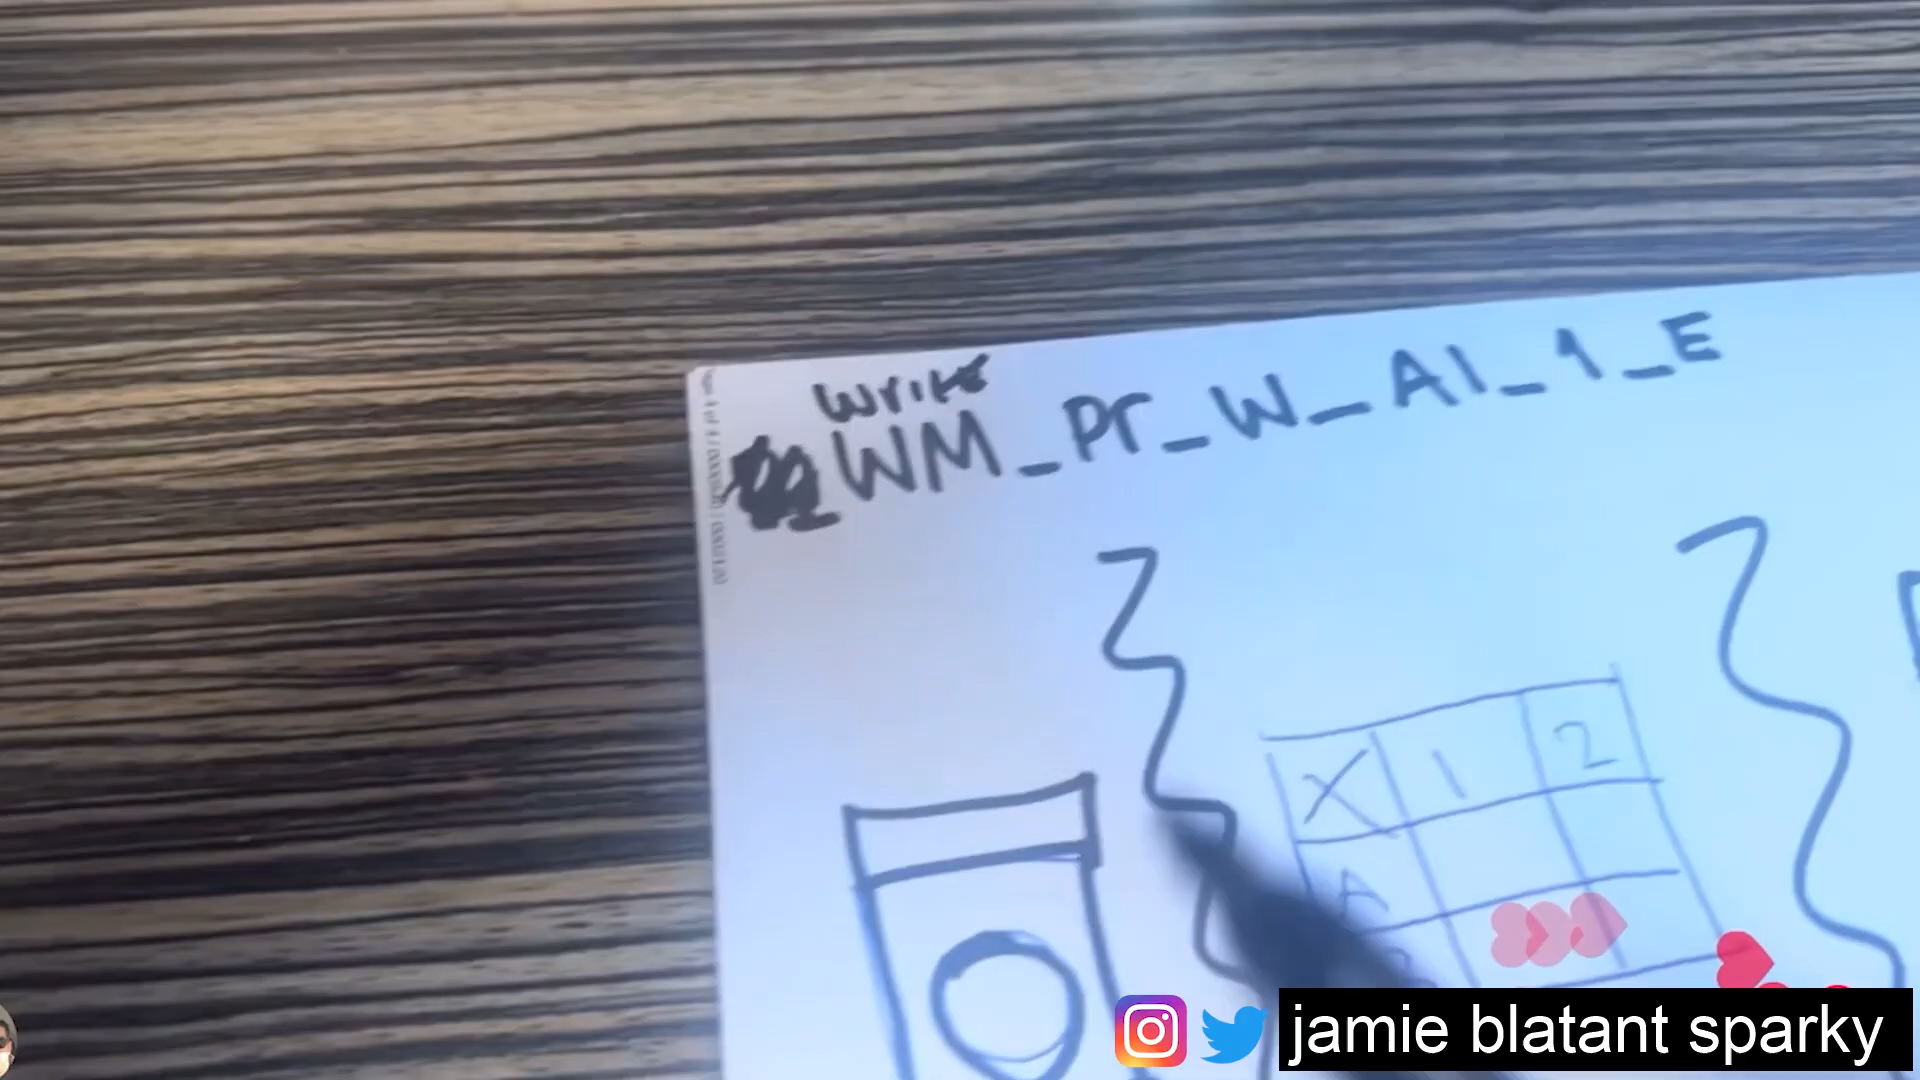 write
WM_Pr_W_AI_1_E
X 1 2
A
jamie blatant sparky